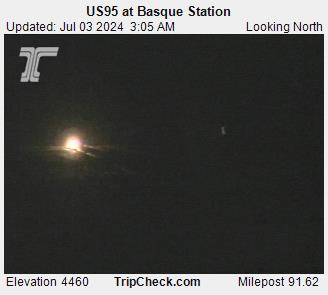 US95 at Basque Station
Updated: Jul 03 2024 3:05 AM Looking North
Elevation 4460 TripCheck.com Milepost 91.62